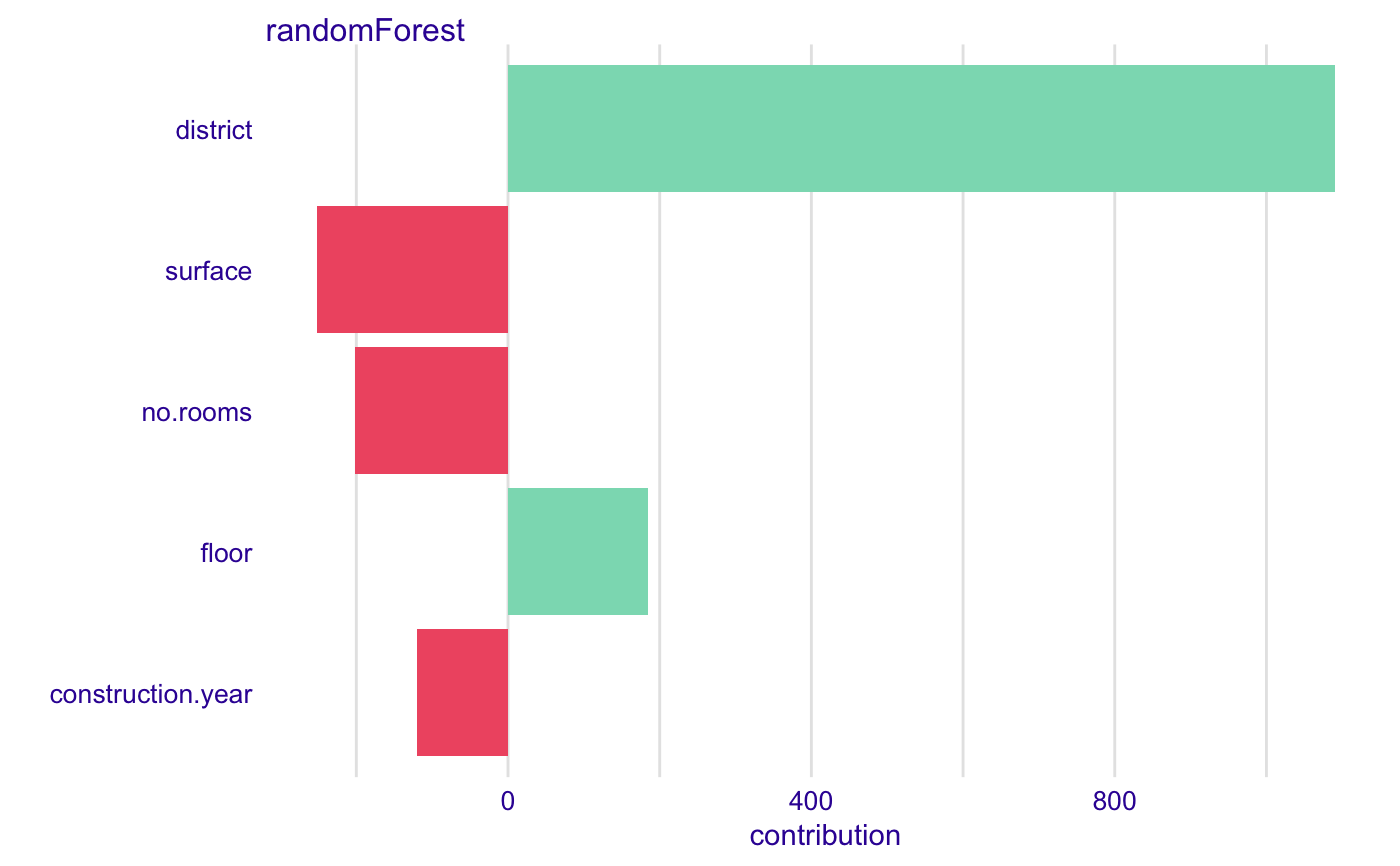 randomForest
district
surface
no.rooms
floor
construction.year
0 400 800
contribution